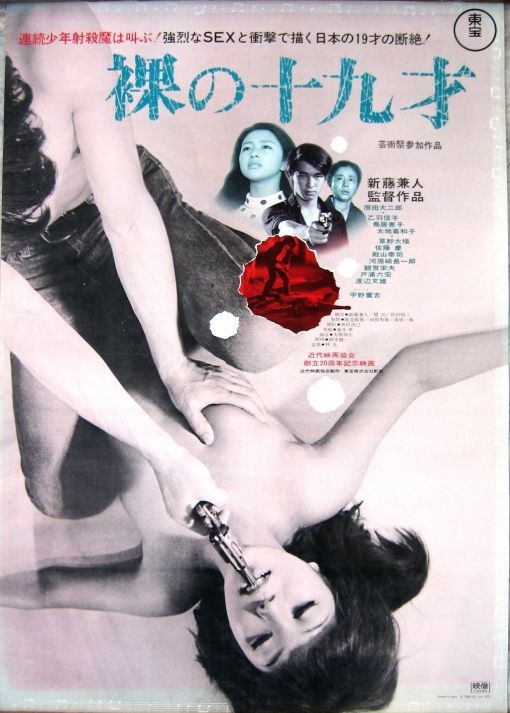 東宝
連続少年射殺魔は叫ぶ!強烈なSEXと衝撃で描く日本の19才の断絶!
裸の十九才
芸術祭参加作品
新藤兼人
監督作品
原田大二郎
乙羽信子
鳥居恵子
太地喜和子
草野大悟
佐藤慶
殿山泰司
河原崎長一郎
観世栄夫
戸浦六宏
渡辺文雄
宇野重吉
近代映画協会
創立20周年記念映画
近代映画協会製作 東宝株式会社配給
映倫